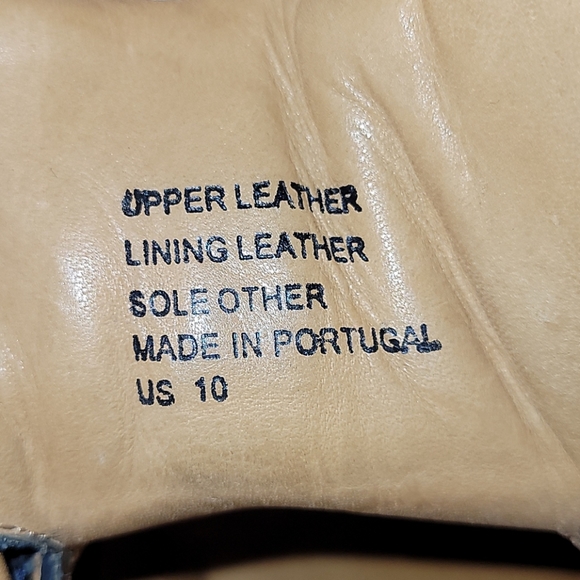 UPPER LEATHER
LINING LEATHER
SOLE OTHER
MADE IN PORTUGAL
US 10